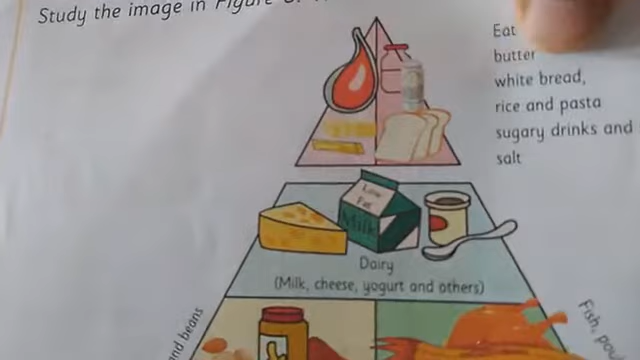 Study the image in Figure
Eat
butter
white bread,
rice and pasta
sugary drinks and
salt
Low
Fat
Milk
Dairy
(Milk, cheese, yogurt and others)
and beans
Fish,